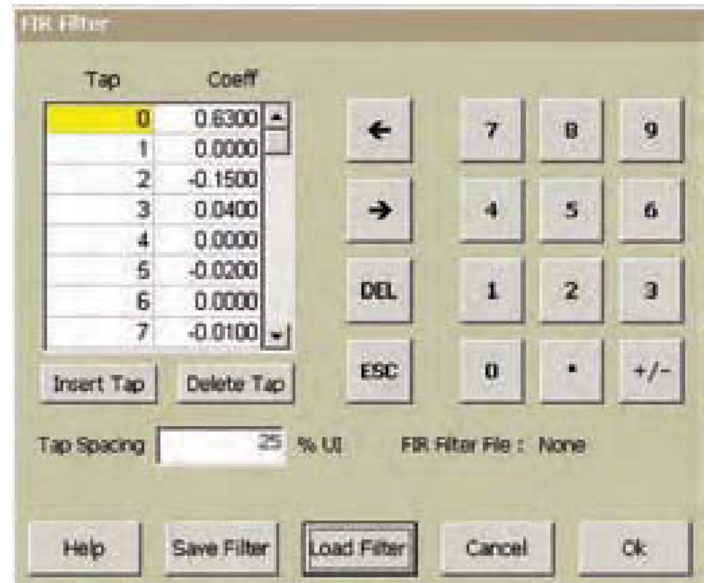 FIR Filter
Tap Coeff
0 0.6300
1 0.0000
2 -0.1500
3 0.0400
4 0.0000
5 -0.0200
6 0.0000
7 -0.0100
Insert Tap Delete Tap
← 7 8 9
→ 4 5 6
DEL 1 2 3
ESC 0 • +/-
Tap Spacing 25 % UI FIR Filter File : None
Help Save Filter Load Filter Cancel Ok